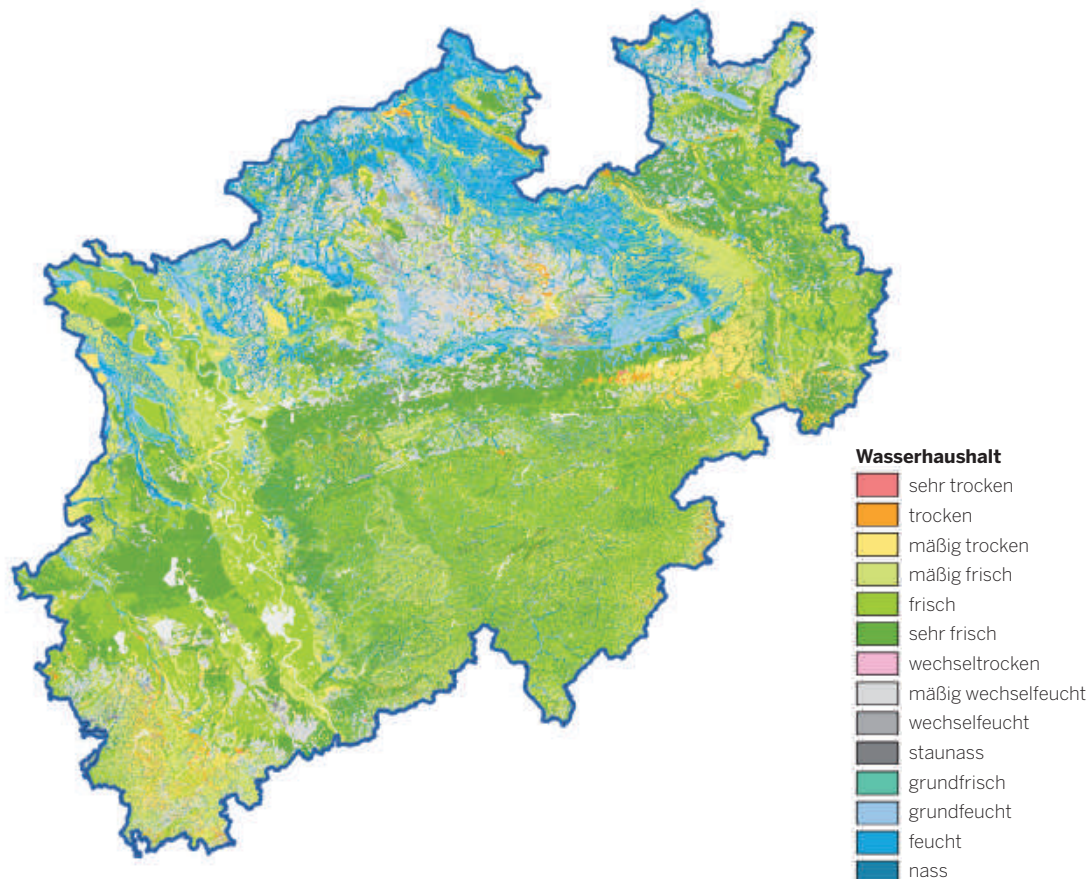 Wasserhaushalt
sehr trocken
trocken
mäßig trocken
mäßig frisch
frisch
sehr frisch
wechseltrocken
mäßig wechselfeucht
wechselfeucht
staunass
grundfrisch
grundfeucht
feucht
nass